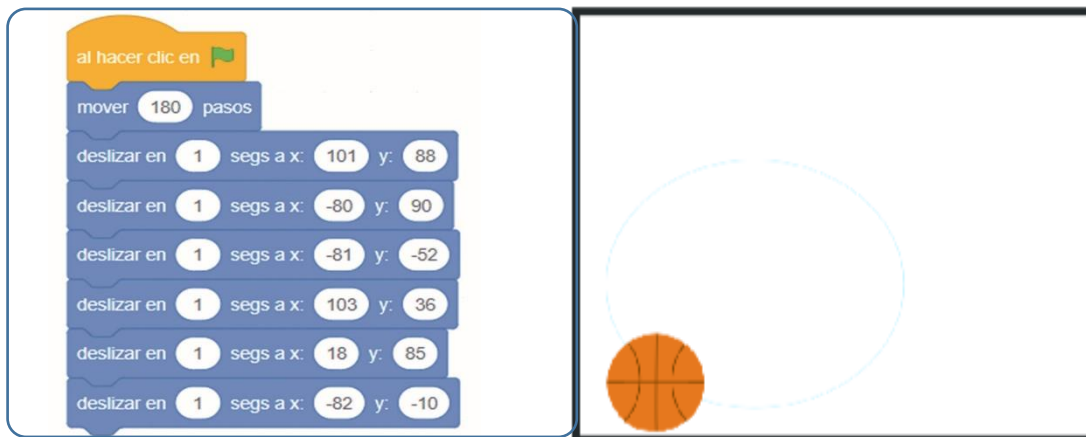 al hacer clic en
mover 180 pasos
deslizar en 1 segs a x: 101 y: 88
deslizar en 1 segs a x: -80 y: 90
deslizar en 1 segs a x: -81 y: -52
deslizar en 1 segs a x: 103 y: 36
deslizar en 1 segs a x: 18 y: 85
deslizar en 1 segs a x: -82 y: -10